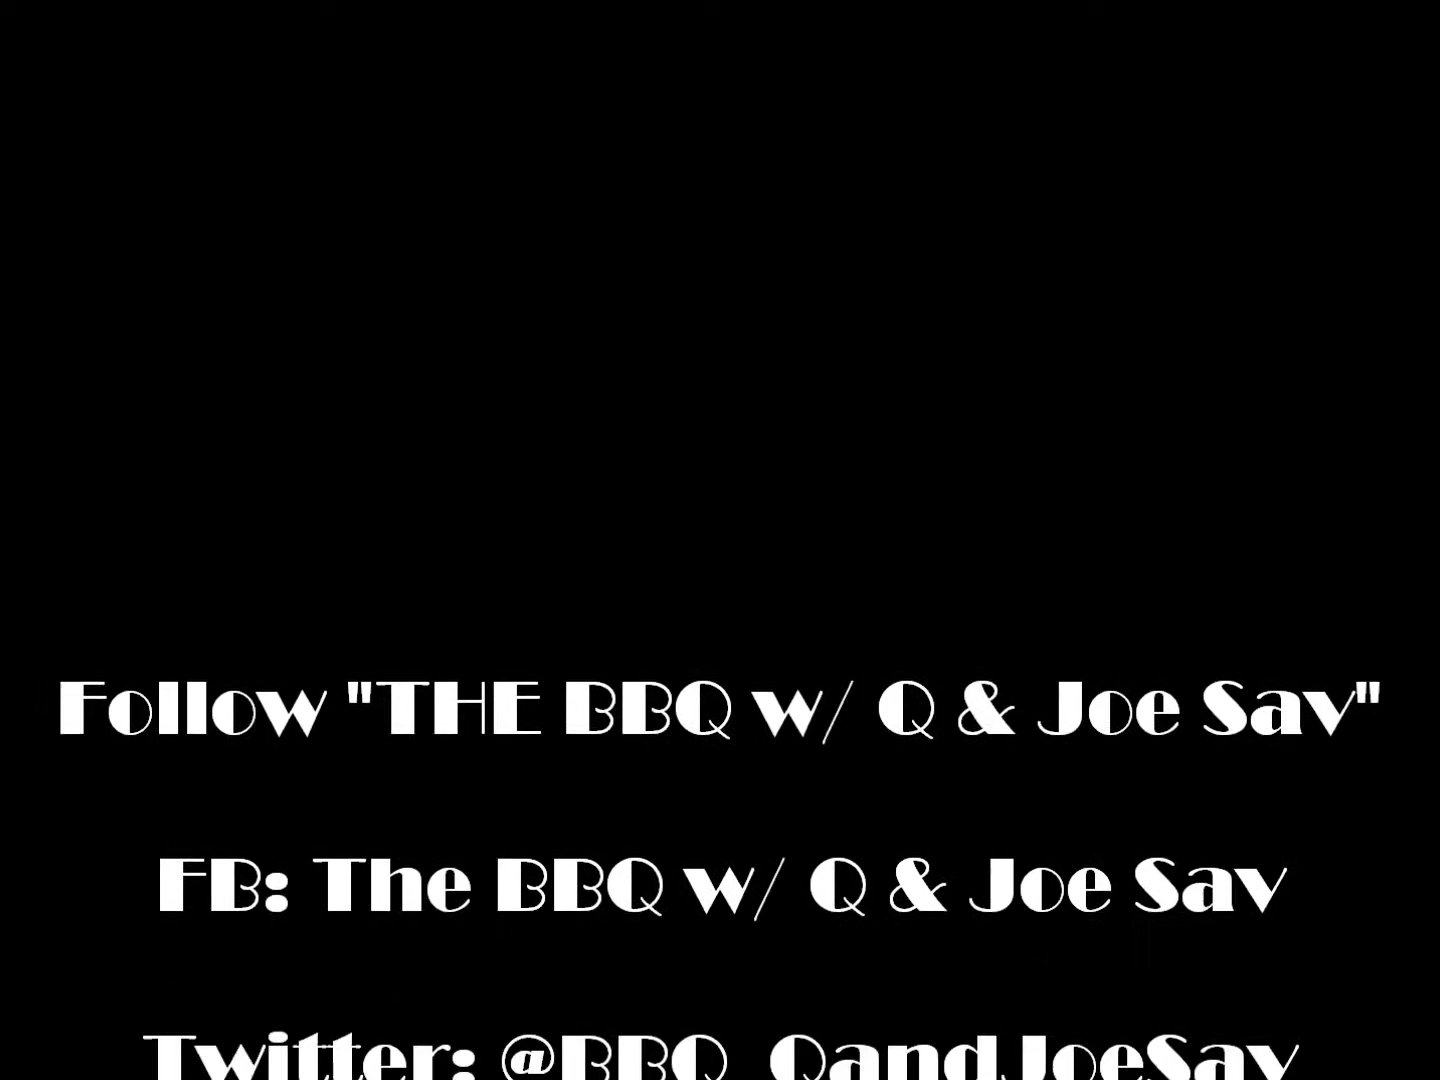 Follow "THE BBQ w/ Q & Joe Sav"
FB: The BBQ w/ Q & Joe Sav
Twitter: @BBQ_QandJoeSav